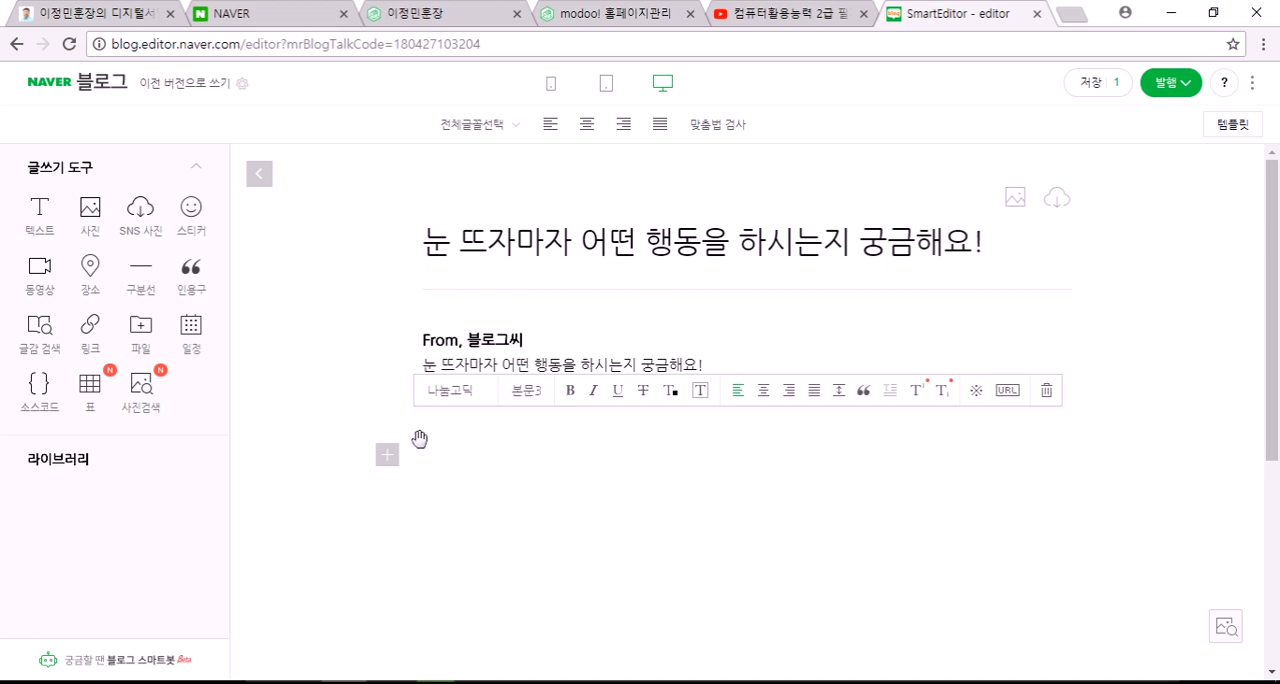 이정민훈장의 디지털서
NAVER
이정민훈장
modoo! 홈페이지관리
컴퓨터활용능력 2급 필
SmartEditor - editor
blog.editor.naver.com/editor?mrBlogTalkCode=180427103204
NAVER 블로그 이전 버전으로 쓰기
저장 1
발행
?
전체글꼴선택
맞춤법 검사
템플릿
글쓰기 도구
텍스트 사진 SNS 사진 스티커
동영상 장소 구분선 인용구
글감 검색 링크 파일 일정
N N
소스코드 표 사진검색
라이브러리
궁금할 땐 블로그 스마트봇 Beta
눈 뜨자마자 어떤 행동을 하시는지 궁금해요!
From, 블로그씨
눈 뜨자마자 어떤 행동을 하시는지 궁금해요!
나눔고딕 본문3 B I U T T T T T ※ URL